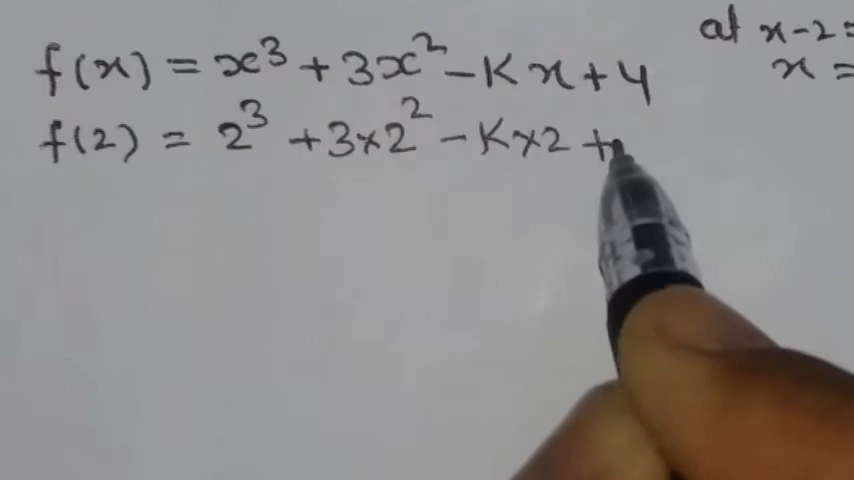 f(x) = x³ + 3x² - Kx + 4
f(2) = 2³ + 3×2² - K×2 +
at x-2=
x =